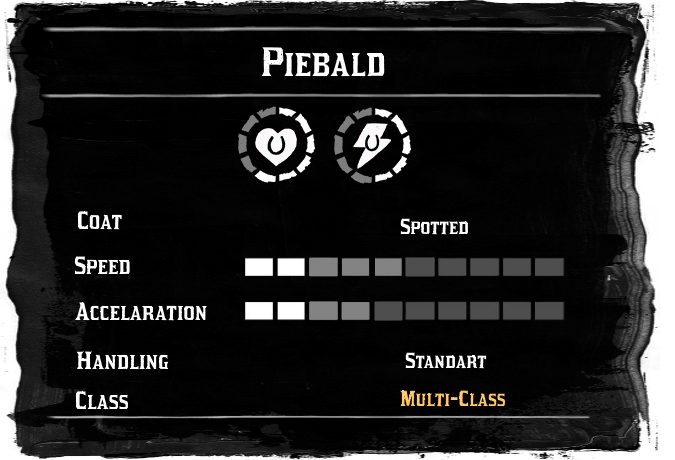 Piebald
Coat Spotted
Speed
Accelaration
Handling Standart
Class Multi-Class